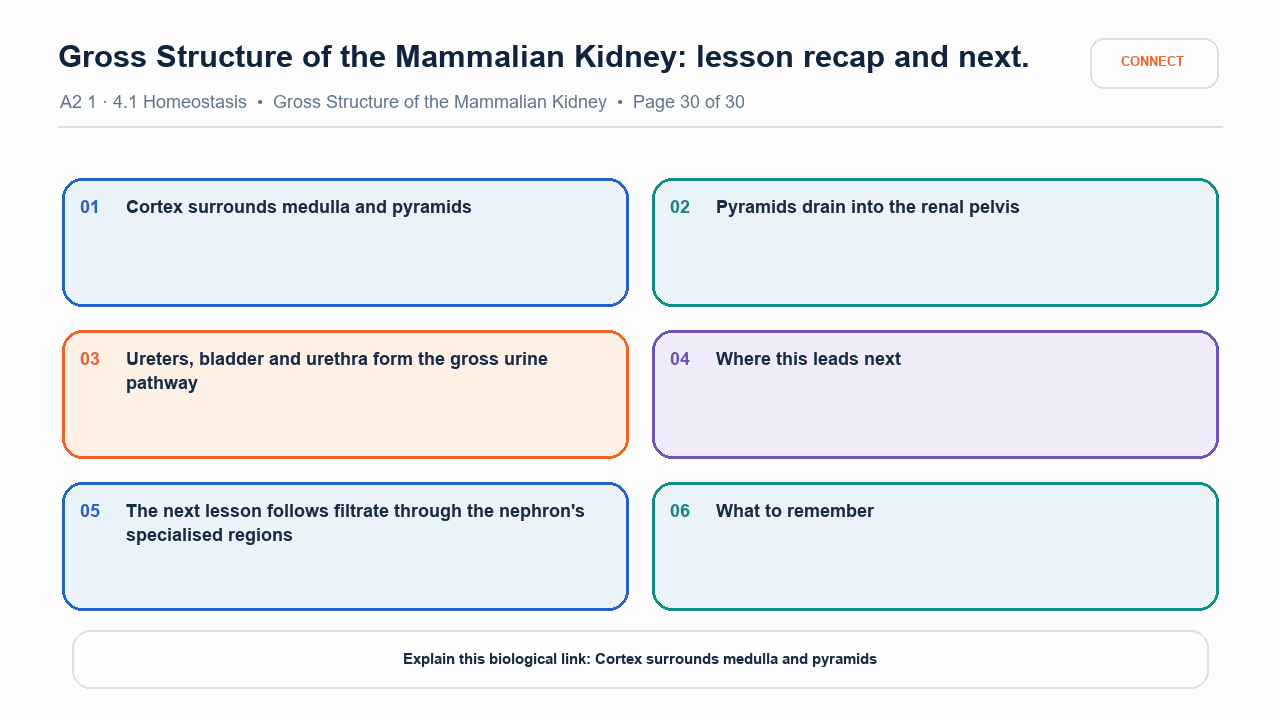 Gross Structure of the Mammalian Kidney: lesson recap and next.
CONNECT
A2 1 · 4.1 Homeostasis • Gross Structure of the Mammalian Kidney • Page 30 of 30
01 Cortex surrounds medulla and pyramids
02 Pyramids drain into the renal pelvis
03 Ureters, bladder and urethra form the gross urine
pathway
04 Where this leads next
05 The next lesson follows filtrate through the nephron's
specialised regions
06 What to remember
Explain this biological link: Cortex surrounds medulla and pyramids